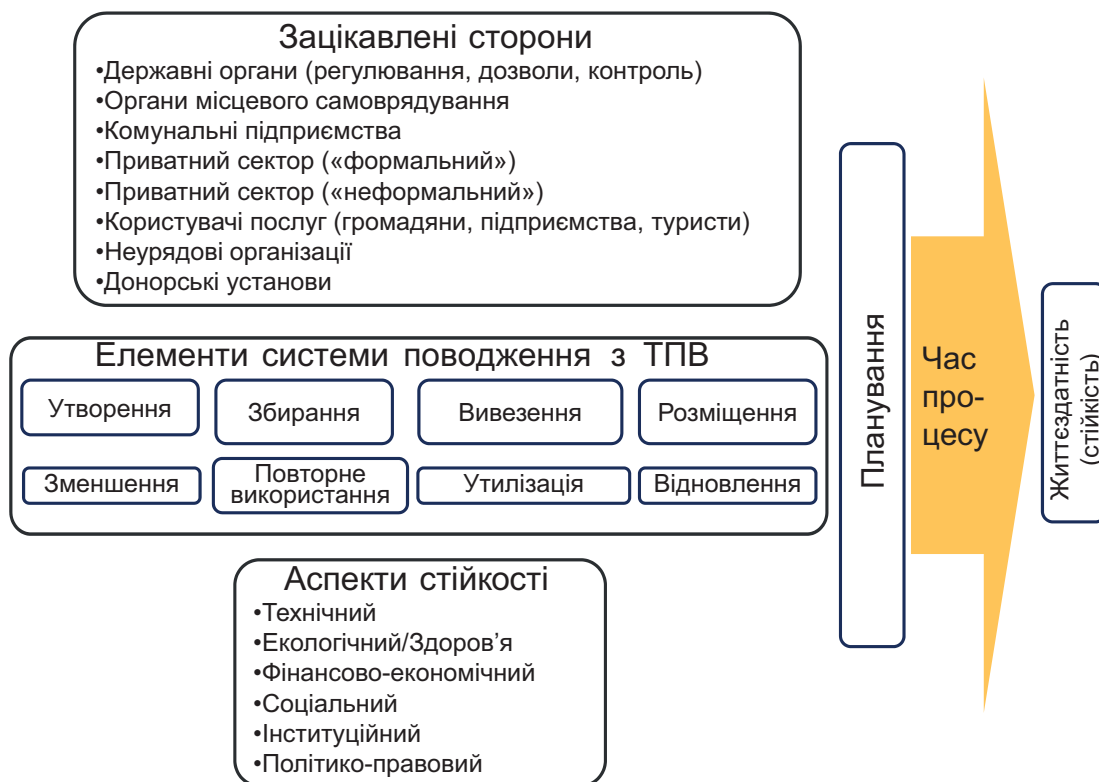 Зацікавлені сторони
•Державні органи (регулювання, дозволи, контроль)
•Органи місцевого самоврядування
•Комунальні підприємства
•Приватний сектор («формальний»)
•Приватний сектор («неформальний»)
•Користувачі послуг (громадяни, підприємства, туристи)
•Неурядові організації
•Донорські установи
Елементи системи поводження з ТПВ
Утворення
Збирання
Вивезення
Розміщення
Зменшення
Повторне
використання
Утилізація
Відновлення
Аспекти стійкості
•Технічний
•Екологічний/Здоров’я
•Фінансово-економічний
•Соціальний
•Інституційний
•Політико-правовий
Планування
Час
про-
цесу
Життєздатність
(стійкість)